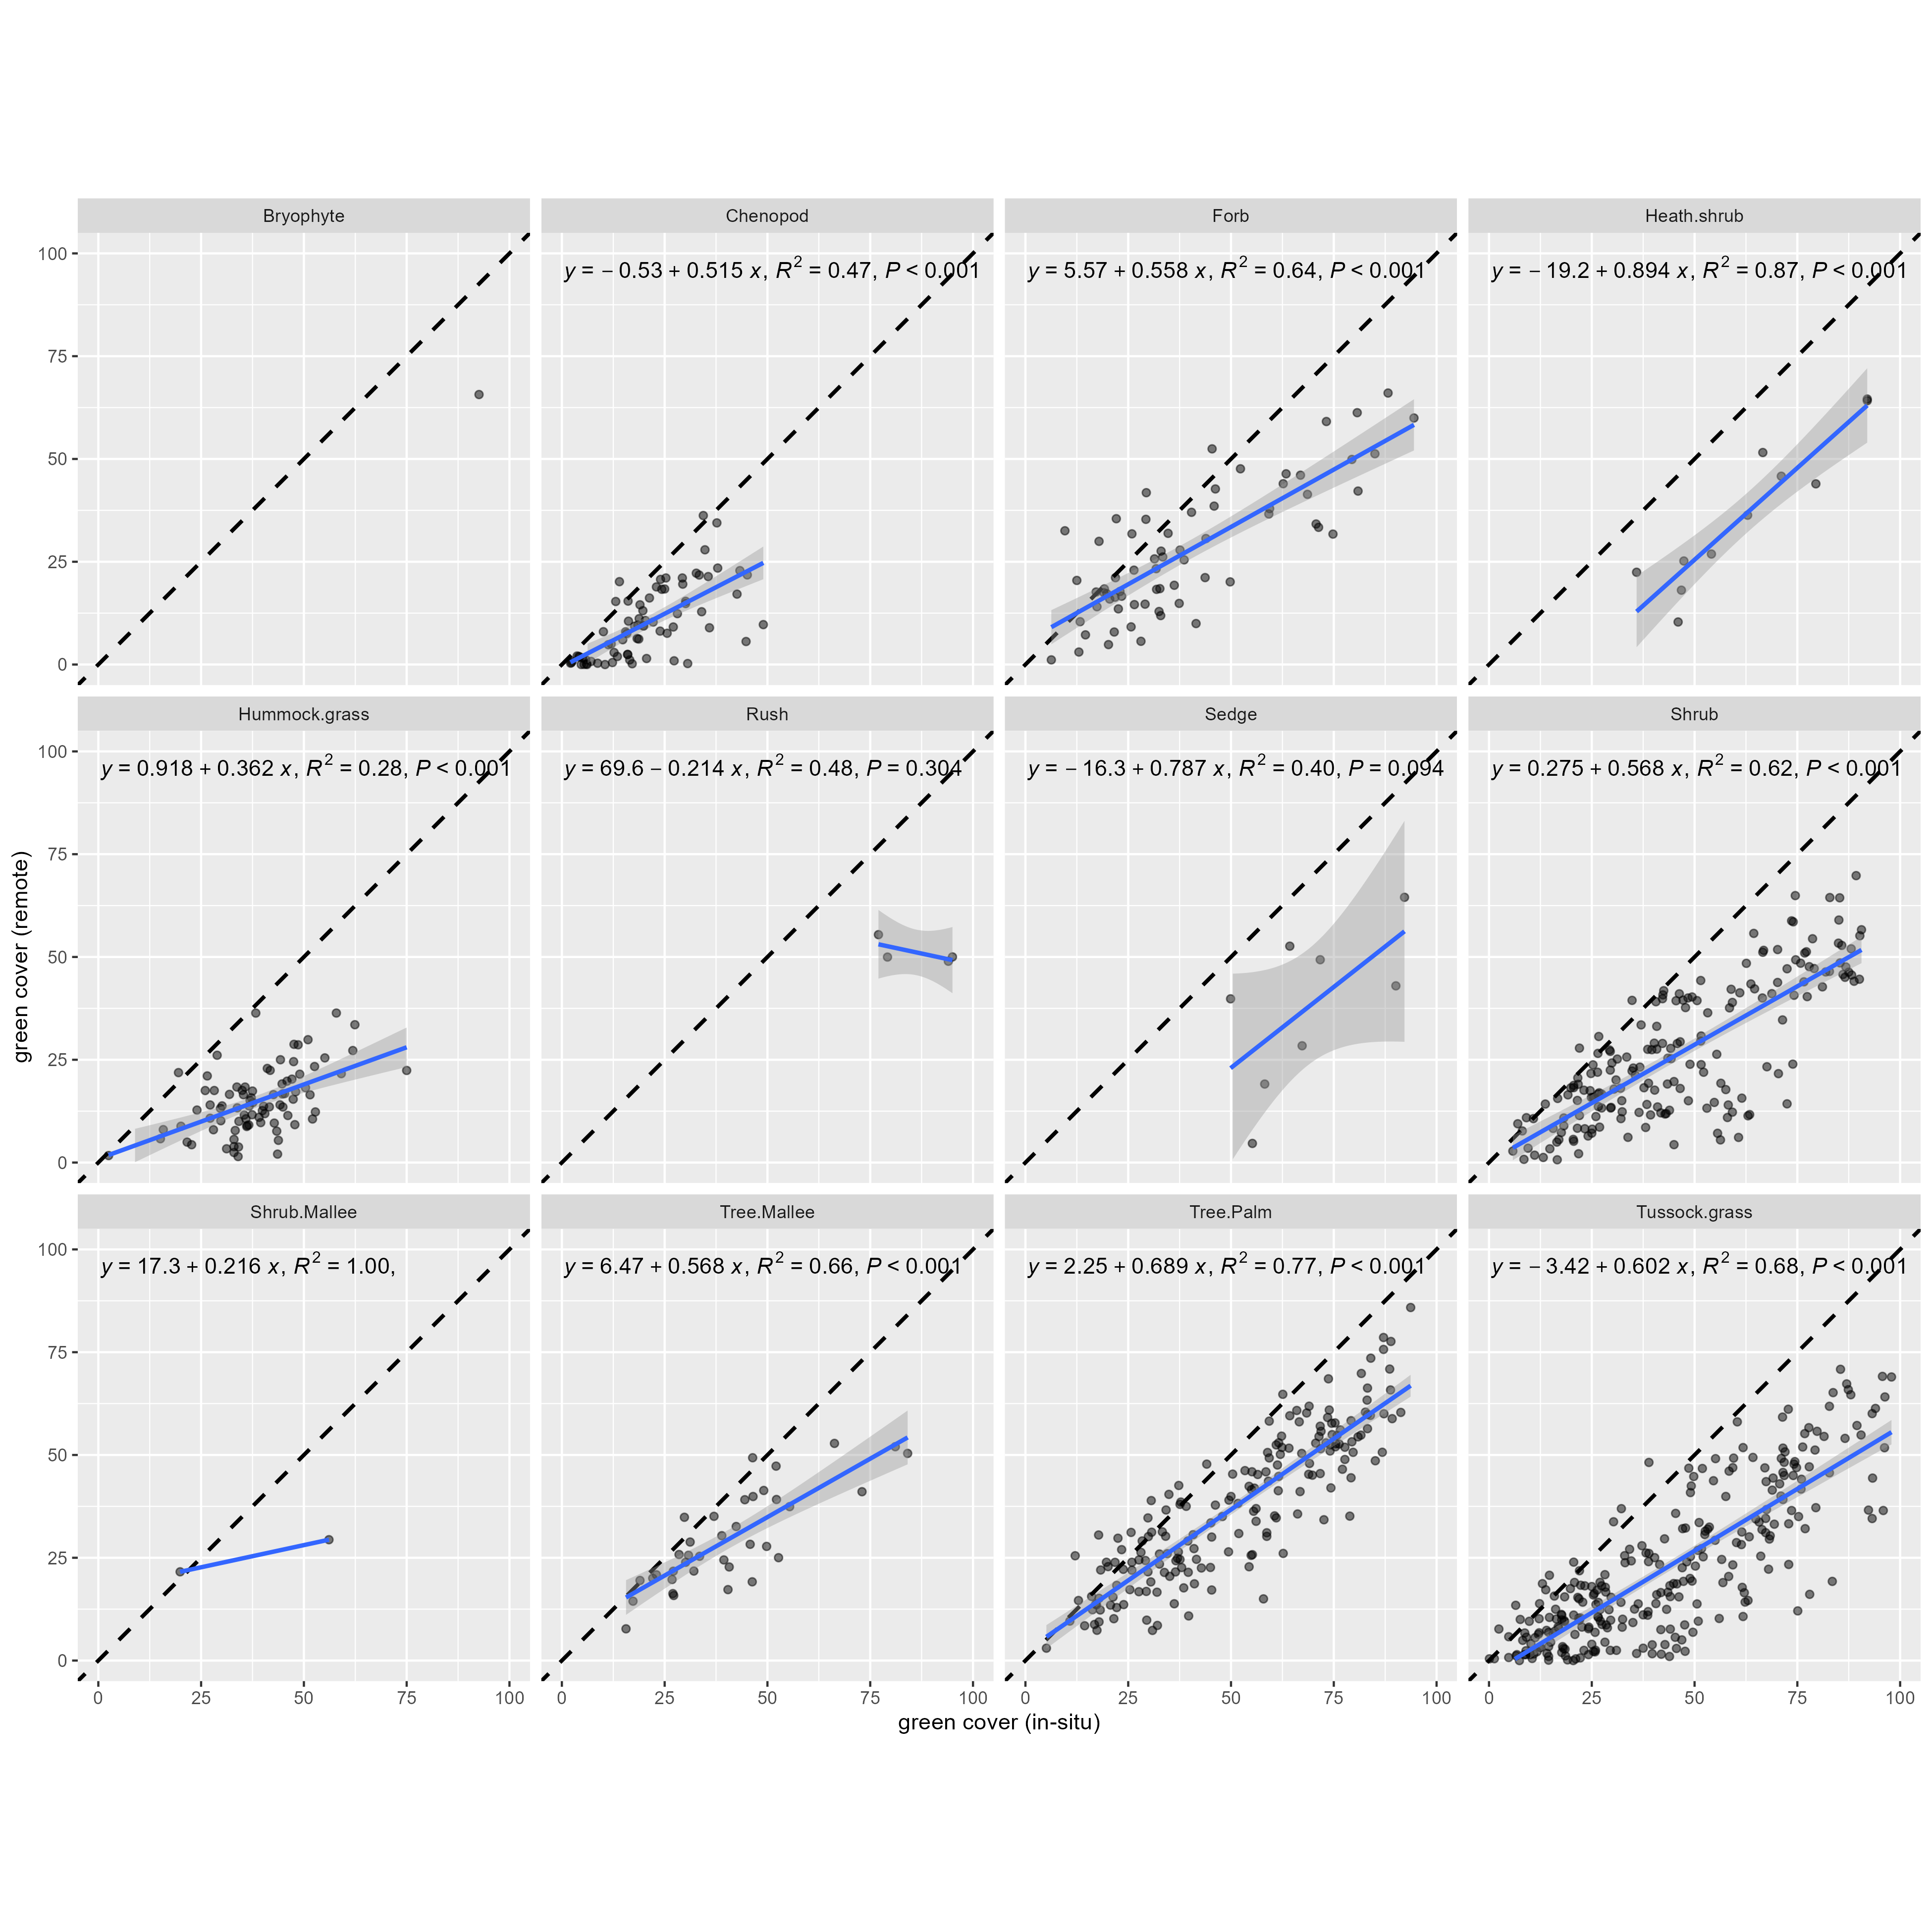 Bryophyte
Chenopod
Forb
Heath.shrub
100
75
50
25
0
y = − 0.53 + 0.515 x, R² = 0.47, P < 0.001
y = 5.57 + 0.558 x, R² = 0.64, P < 0.001
y = − 19.2 + 0.894 x, R² = 0.87, P < 0.001
Hummock.grass
Rush
Sedge
Shrub
100
75
50
25
0
y = 0.918 + 0.362 x, R² = 0.28, P < 0.001
y = 69.6 − 0.214 x, R² = 0.48, P = 0.304
y = − 16.3 + 0.787 x, R² = 0.40, P = 0.094
y = 0.275 + 0.568 x, R² = 0.62, P < 0.001
green cover (remote)
Shrub.Mallee
Tree.Mallee
Tree.Palm
Tussock.grass
100
75
50
25
0
y = 17.3 + 0.216 x, R² = 1.00,
y = 6.47 + 0.568 x, R² = 0.66, P < 0.001
y = 2.25 + 0.689 x, R² = 0.77, P < 0.001
y = − 3.42 + 0.602 x, R² = 0.68, P < 0.001
0 25 50 75 100
0 25 50 75 100
0 25 50 75 100
0 25 50 75 100
green cover (in-situ)